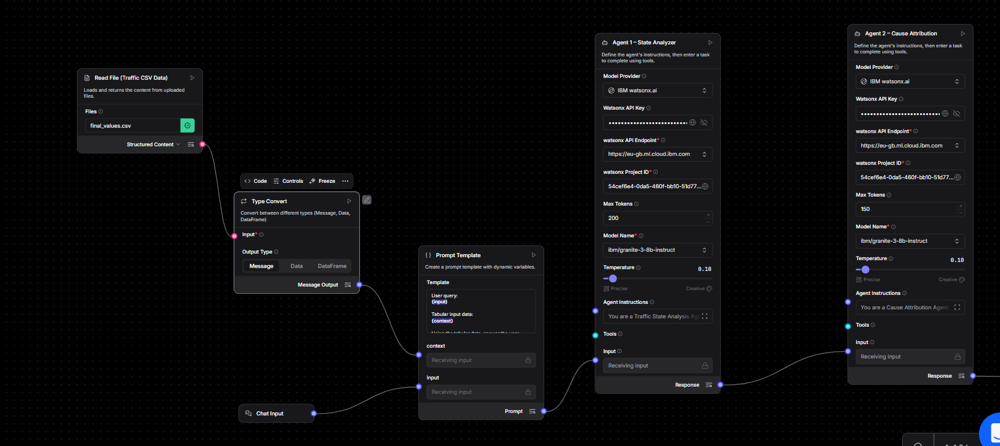 Read File (Traffic CSV Data)
Loads and returns the content from uploaded
files.
Files
final_values.csv
Structured Content
Code
Controls
Freeze
Type Convert
Convert between different types (Message, Data,
DataFrame)
Input*
Output Type
Message
Data
DataFrame
Message Output
Chat Input
Prompt Template
Create a prompt template with dynamic variables.
Template
User query:
{input}
Tabular input data:
{context}
context
Receiving input
input
Receiving input
Prompt
Agent 1 – State Analyzer
Define the agent's instructions, then enter a task
to complete using tools.
Model Provider
IBM watsonx.ai
Watsonx API Key
watsonx API Endpoint*
https://eu-gb.ml.cloud.ibm.com
watsonx Project ID*
54cef6e4-0da5-460f-bb10-51d77...
Max Tokens
200
Model Name*
ibm/granite-3-8b-instruct
Temperature
0.10
Precise
Creative
Agent Instructions
You are a Traffic State Analysis
Tools
Input
Receiving input
Response
Agent 2 – Cause Attribution
Define the agent's instructions, then enter a task
to complete using tools.
Model Provider
IBM watsonx.ai
Watsonx API Key
watsonx API Endpoint*
https://eu-gb.ml.cloud.ibm.com
watsonx Project ID*
54cef6e4-0da5-460f-bb10-51d77...
Max Tokens
150
Model Name*
ibm/granite-3-8b-instruct
Temperature
0.10
Precise
Creative
Agent Instructions
You are a Cause Attribution Agent.
Tools
Input
Receiving input
Response